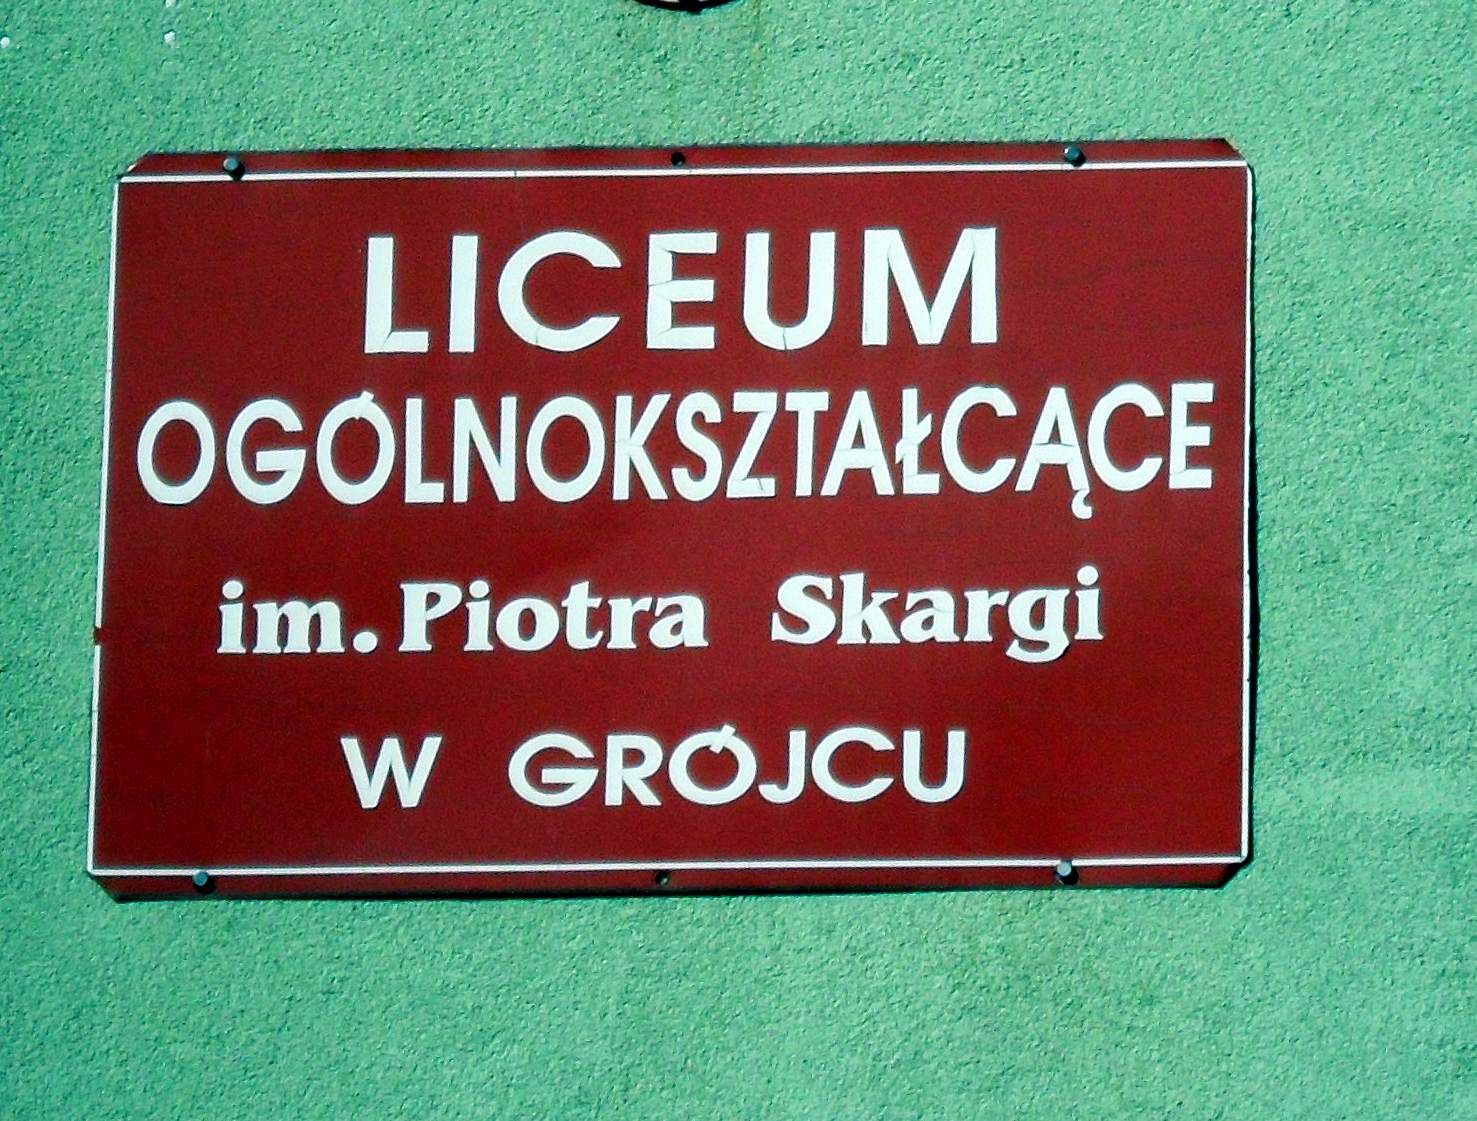 LICEUM
OGÓLNOKSZTAŁCĄCE
im. Piotra Skargi
W GRÓJCU